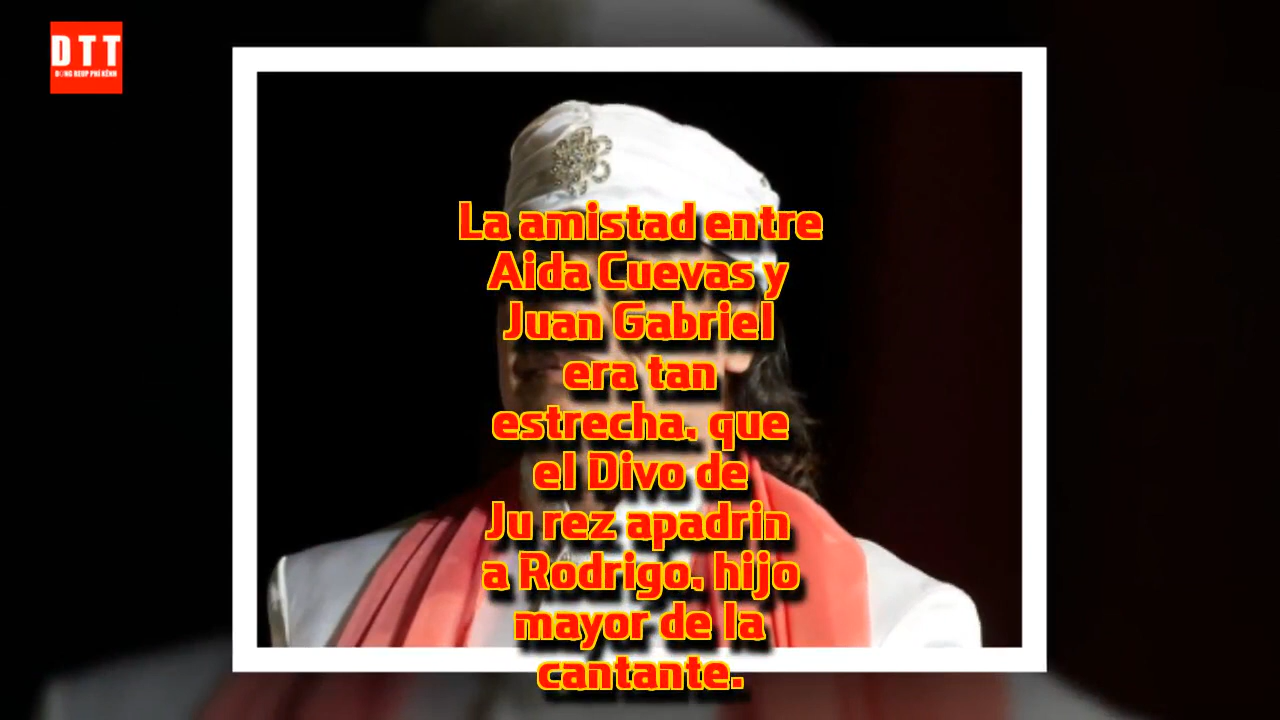 DTT
La amistad entre
Aida Cuevas y
Juan Gabriel
era tan
estrecha, que
el Divo de
Ju rez apadrin
a Rodrigo, hijo
mayor de la
cantante.